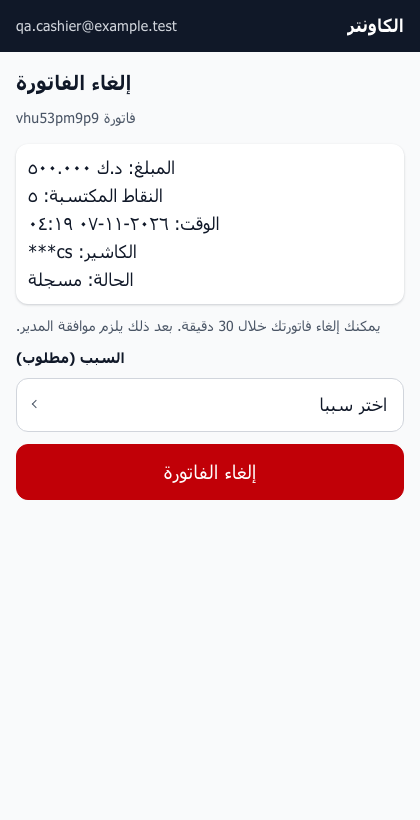 الكاونتر
qa.cashier@example.test
إلغاء الفاتورة
فاتورة vhu53pm9p9
المبلغ: د.ك ٥٠٠.٠٠٠
النقاط المكتسبة: ٥
الوقت: ٢٠٢٦-١١-٠٧ ٠٤:١٩
الكاشير: cs***
الحالة: مسجلة
يمكنك إلغاء فاتورتك خلال 30 دقيقة. بعد ذلك يلزم موافقة المدير.
السبب (مطلوب)
اختر سببا
إلغاء الفاتورة